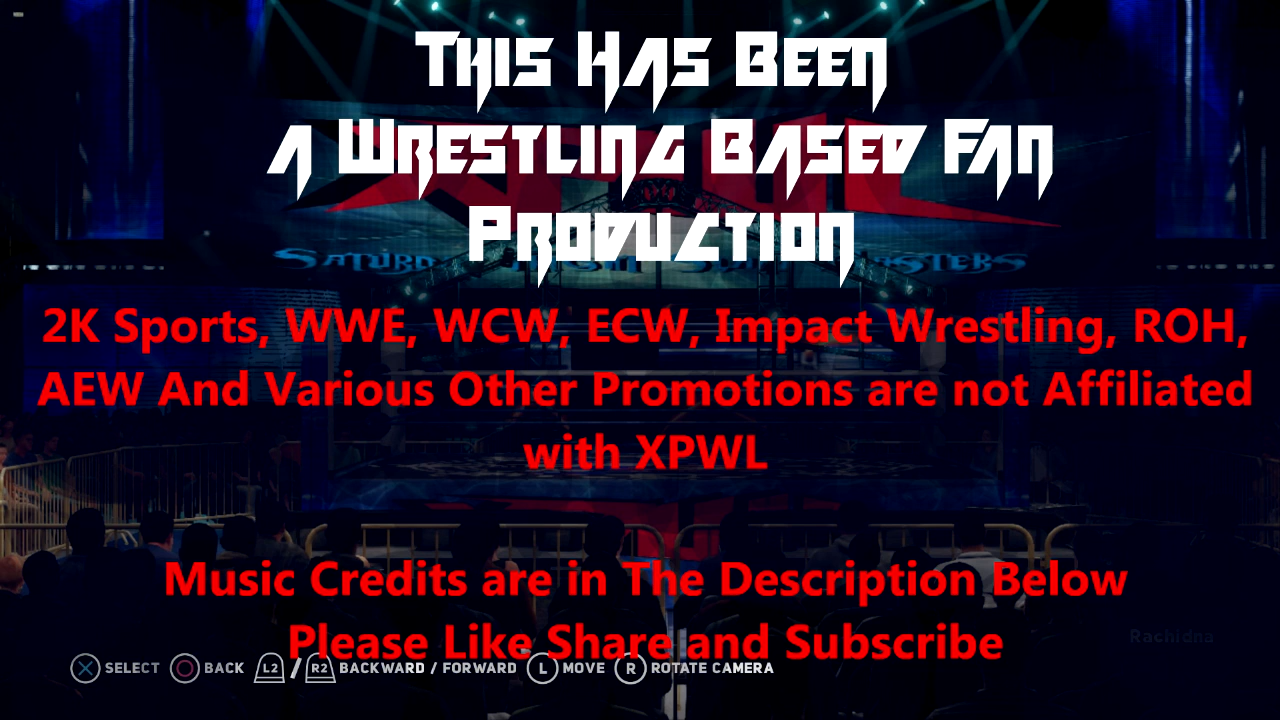 This Has Been
a Wrestling Based Fan
Production
2K Sports, WWE, WCW, ECW, Impact Wrestling, ROH,
AEW And Various Other Promotions are not Affiliated
with XPWL
Music Credits are in The Description Below
Please Like Share and Subscribe
Rachidna
SELECT BACK L2 / R2 BACKWARD / FORWARD L MOVE R ROTATE CAMERA